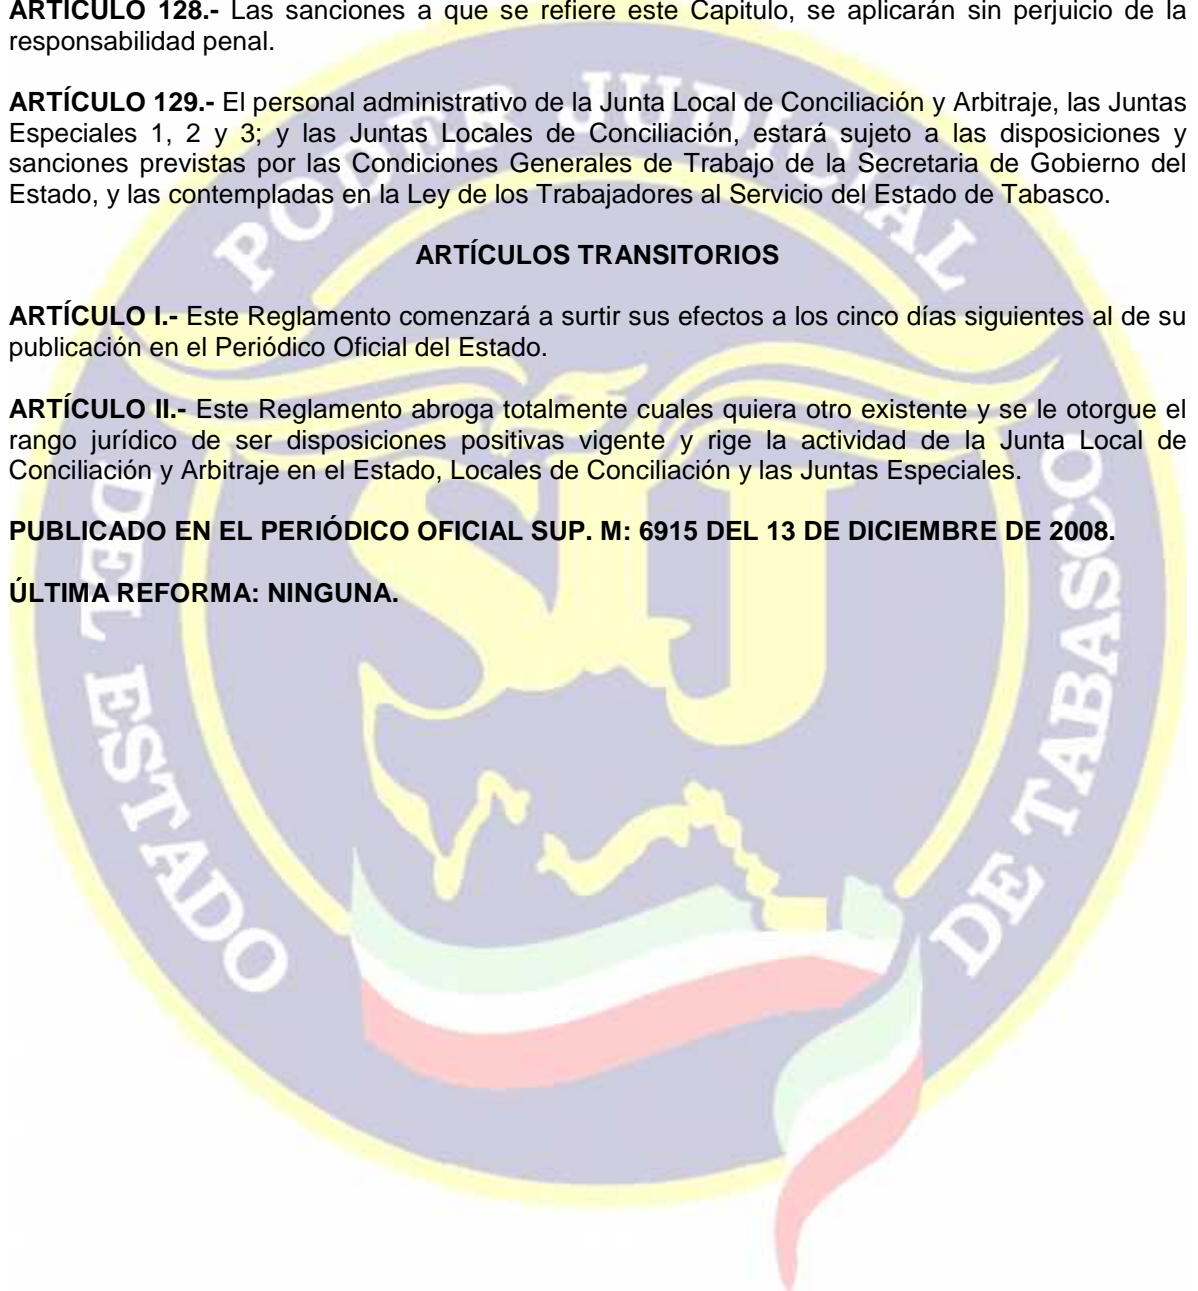 ARTÍCULO 128.- Las sanciones a que se refiere este Capítulo, se aplicarán sin perjuicio de la
responsabilidad penal.
ARTÍCULO 129.- El personal administrativo de la Junta Local de Conciliación y Arbitraje, las Juntas
Especiales 1, 2 y 3; y las Juntas Locales de Conciliación, estará sujeto a las disposiciones y
sanciones previstas por las Condiciones Generales de Trabajo de la Secretaria de Gobierno del
Estado, y las contempladas en la Ley de los Trabajadores al Servicio del Estado de Tabasco.
ARTÍCULOS TRANSITORIOS
ARTÍCULO I.- Este Reglamento comenzará a surtir sus efectos a los cinco días siguientes al de su
publicación en el Periódico Oficial del Estado.
ARTÍCULO II.- Este Reglamento abroga totalmente cuales quiera otro existente y se le otorgue el
rango jurídico de ser disposiciones positivas vigente y rige la actividad de la Junta Local de
Conciliación y Arbitraje en el Estado, Locales de Conciliación y las Juntas Especiales.
PUBLICADO EN EL PERIÓDICO OFICIAL SUP. M: 6915 DEL 13 DE DICIEMBRE DE 2008.
ÚLTIMA REFORMA: NINGUNA.
PODER JUDICIAL
DEL ESTADO
DE TABASCO
STJ